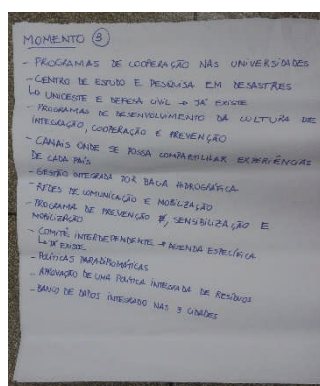 MOMENTO 3
- PROGRAMAS DE COOPERAÇÃO NAS UNIVERSIDADES
- CENTRO DE ESTUDO E PESQUISA EM DESASTRES
↳ UNIOESTE E DEFESA CIVIL → JÁ EXISTE
- PROGRAMAS DE DESENVOLVIMENTO DA CULTURA DE
INTEGRAÇÃO, COOPERAÇÃO E PREVENÇÃO
- CANAIS ONDE SE POSSA COMPARTILHAR EXPERIÊNCIAS
DE CADA PAÍS
- GESTÃO INTEGRADA POR BACIA HIDROGRÁFICA
- REDES DE COMUNICAÇÃO E MOBILIZAÇÃO
- PROGRAMA DE PREVENÇÃO, SENSIBILIZAÇÃO E
MOBILIZAÇÃO
- COMITÊ INTERDEPENDENTE → AGENDA ESPECÍFICA
↳ JÁ EXISTE
- POLÍTICAS PARADIPLOMÁTICAS
- APROVAÇÃO DE UMA POLÍTICA INTEGRADA DE RESÍDUOS
- BANCO DE DADOS INTEGRADO NAS 3 CIDADES